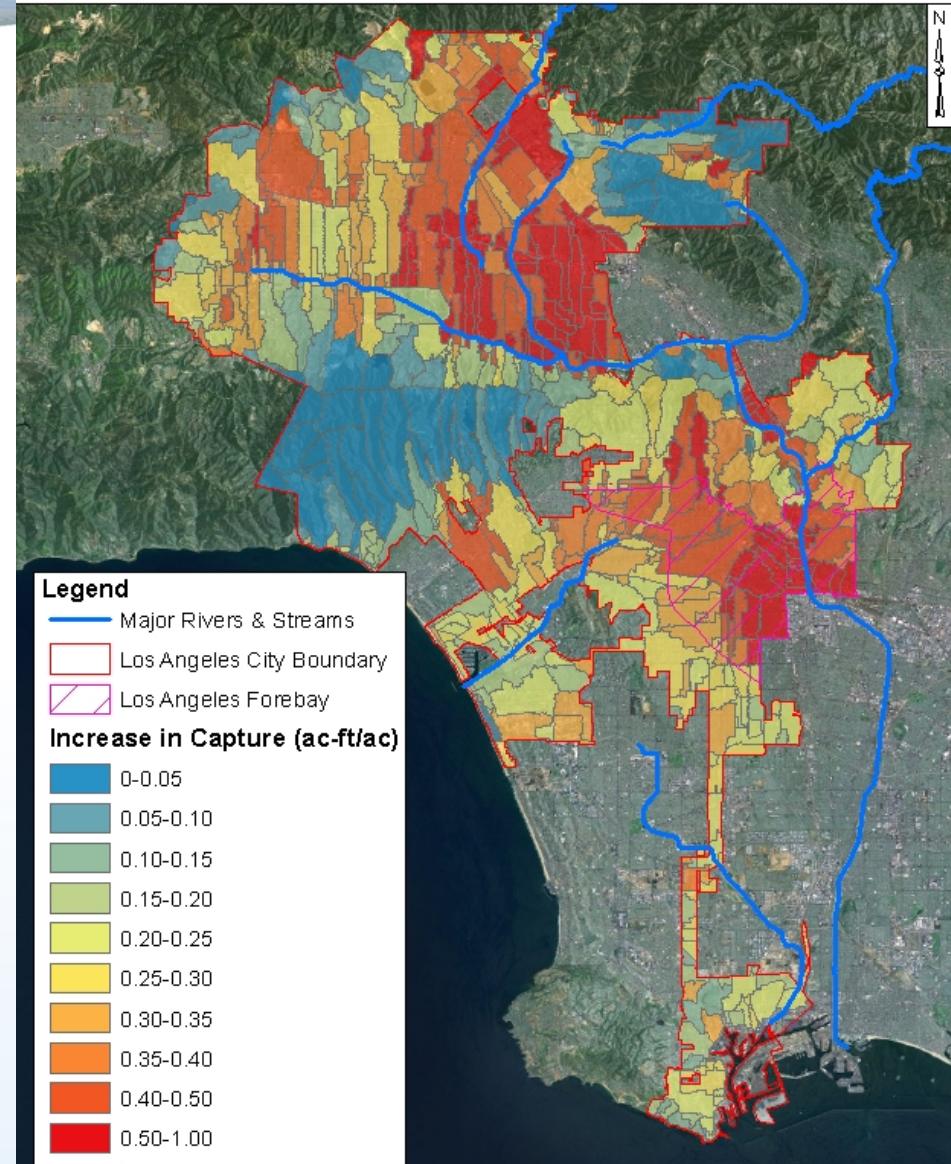 N
Legend
Major Rivers & Streams
Los Angeles City Boundary
Los Angeles Forebay
Increase in Capture (ac-ft/ac)
0-0.05
0.05-0.10
0.10-0.15
0.15-0.20
0.20-0.25
0.25-0.30
0.30-0.35
0.35-0.40
0.40-0.50
0.50-1.00